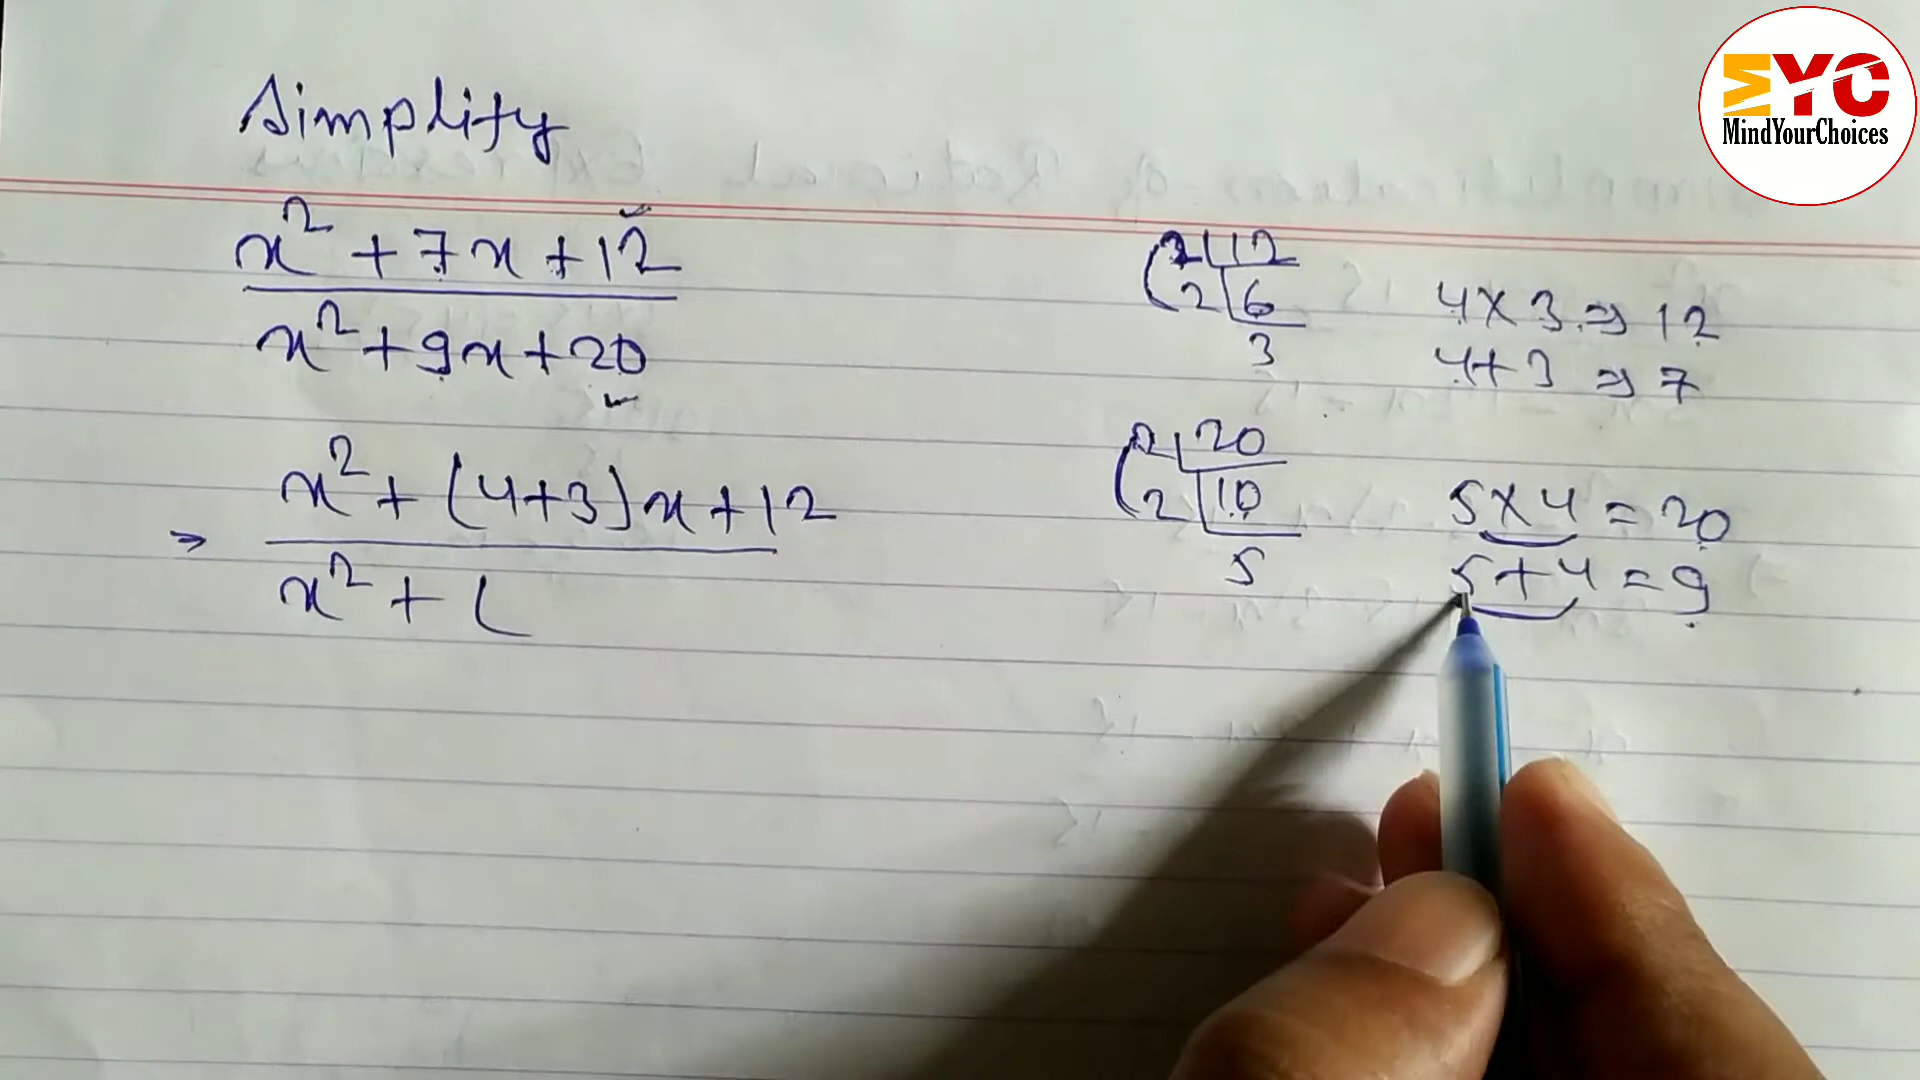 MYC
MindYourChoices
Simplify
x² + 7x + 12
x² + 9x + 20
⇒ x² + (4+3)x + 12
x² + (
2 12
2 6
3
4 × 3 ⇒ 12
4 + 3 ⇒ 7
2 20
2 10
5
5 × 4 = 20
5 + 4 = 9